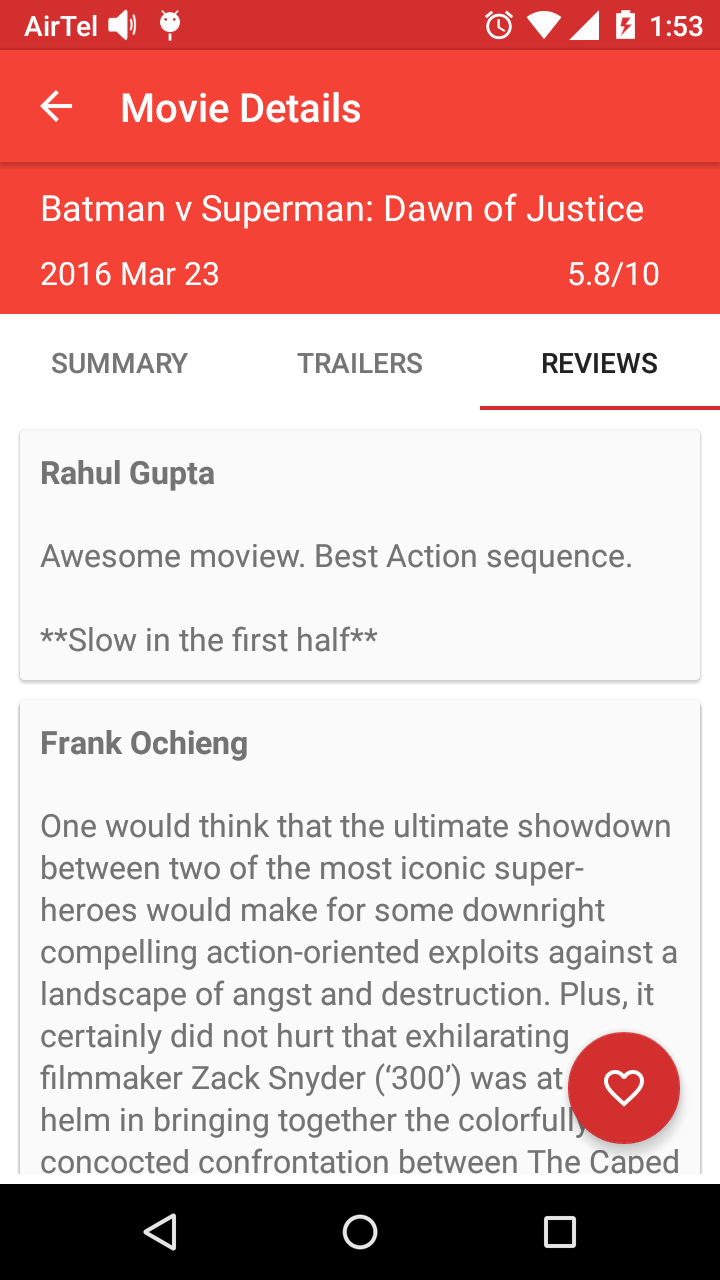 AirTel 1:53
Movie Details
Batman v Superman: Dawn of Justice
2016 Mar 23 5.8/10
SUMMARY TRAILERS REVIEWS
Rahul Gupta
Awesome moview. Best Action sequence.
**Slow in the first half**
Frank Ochieng
One would think that the ultimate showdown
between two of the most iconic super-
heroes would make for some downright
compelling action-oriented exploits against a
landscape of angst and destruction. Plus, it
certainly did not hurt that exhilarating
filmmaker Zack Snyder (‘300’) was at
helm in bringing together the colorfully
concocted confrontation between The Caped